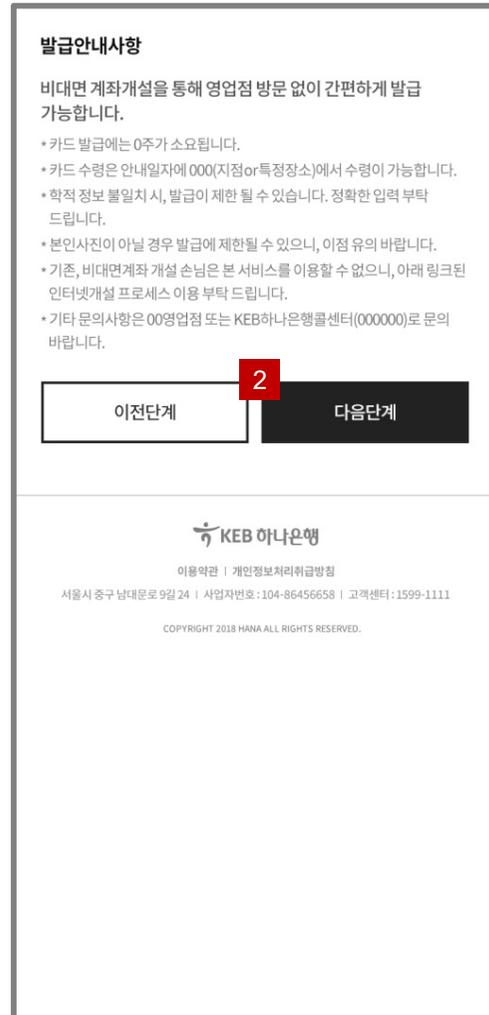 발급안내사항
비대면 계좌개설을 통해 영업점 방문 없이 간편하게 발급
가능합니다.
* 카드 발급에는 0주가 소요됩니다.
* 카드 수령은 안내일자에 000(지점or특정장소)에서 수령이 가능합니다.
* 학적 정보 불일치 시, 발급이 제한 될 수 있습니다. 정확한 입력 부탁
드립니다.
* 본인사진이 아닐 경우 발급에 제한될 수 있으니, 이점 유의 바랍니다.
* 기존, 비대면계좌 개설 손님은 본 서비스를 이용할 수 없으니, 아래 링크된
인터넷개설 프로세스 이용 부탁 드립니다.
* 기타 문의사항은 00영업점 또는 KEB하나은행콜센터(000000)로 문의
바랍니다.
2
이전단계 다음단계
KEB 하나은행
이용약관 | 개인정보처리취급방침
서울시 중구 남대문로 9길 24 | 사업자번호 : 104-86456658 | 고객센터 : 1599-1111
COPYRIGHT 2018 HANA ALL RIGHTS RESERVED.